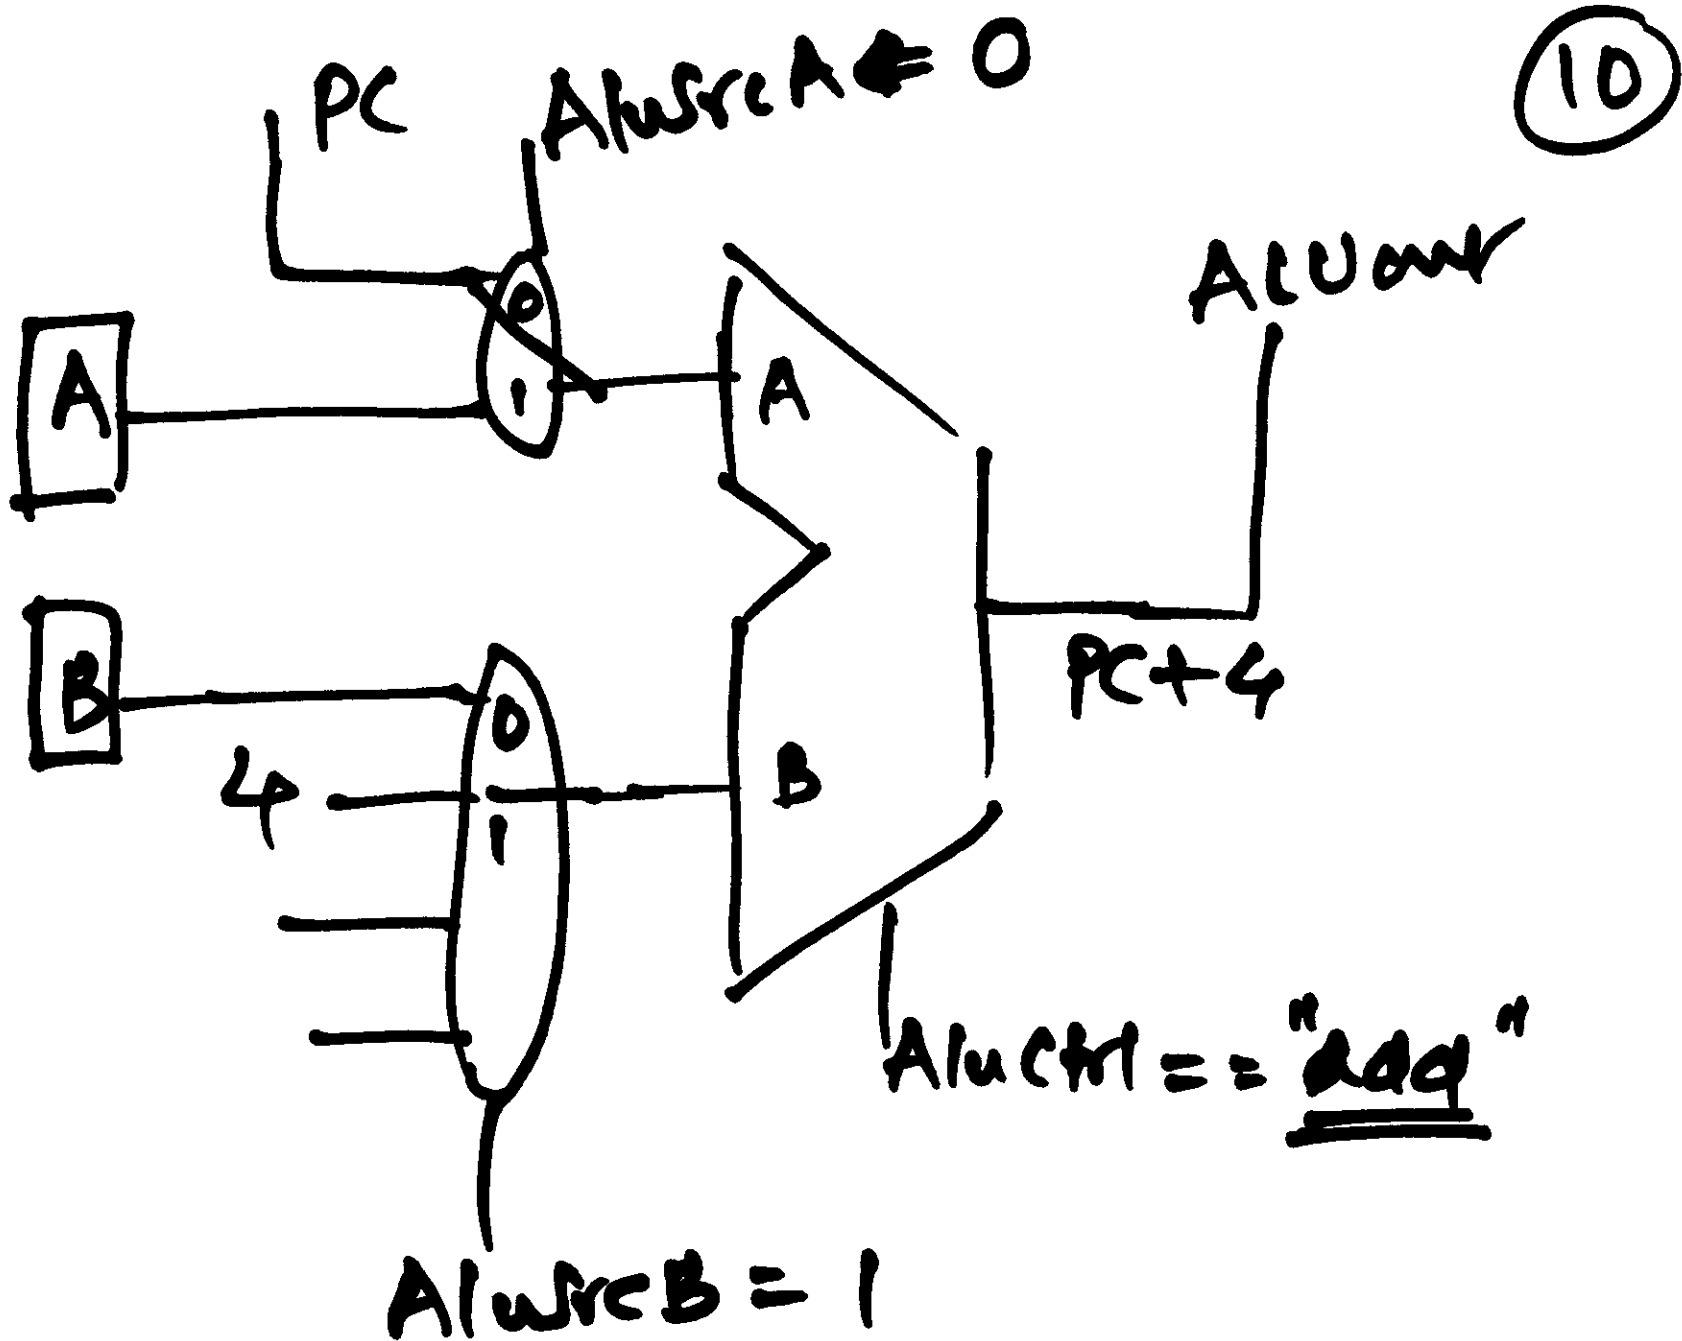 PC
AlusrcA = 0
10
ALUout
A
0
1
A
B
0
4
1
B
PC+4
AluCtrl == "add"
AlusrcB = 1